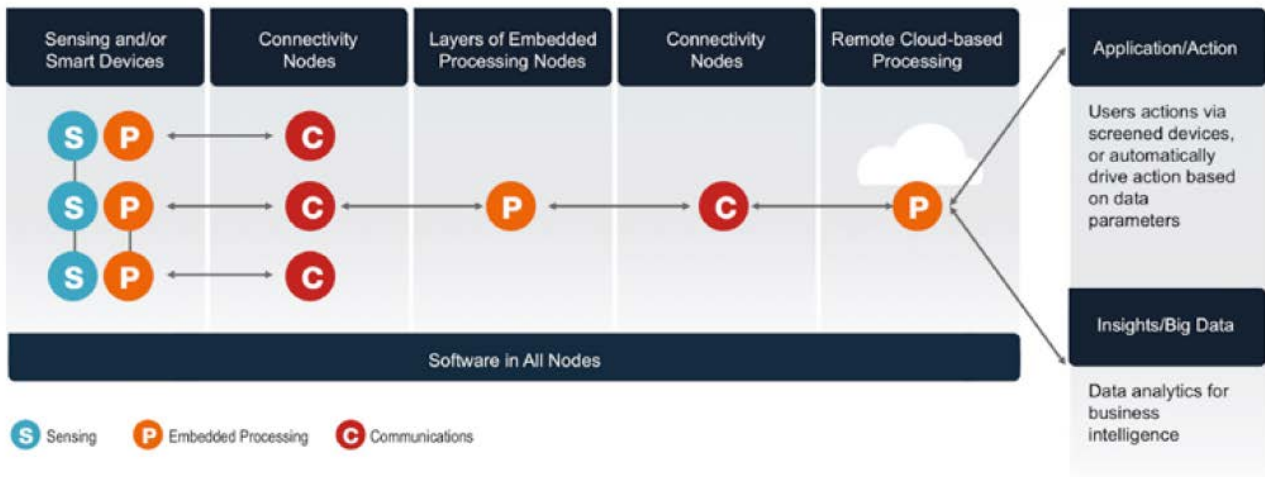 Sensing and/or
Smart Devices
Connectivity
Nodes
Layers of Embedded
Processing Nodes
Connectivity
Nodes
Remote Cloud-based
Processing
Application/Action
S P C
S P C P C P
S P C
Users actions via
screened devices,
or automatically
drive action based
on data
parameters
Insights/Big Data
Data analytics for
business
intelligence
Software in All Nodes
S Sensing
P Embedded Processing
C Communications